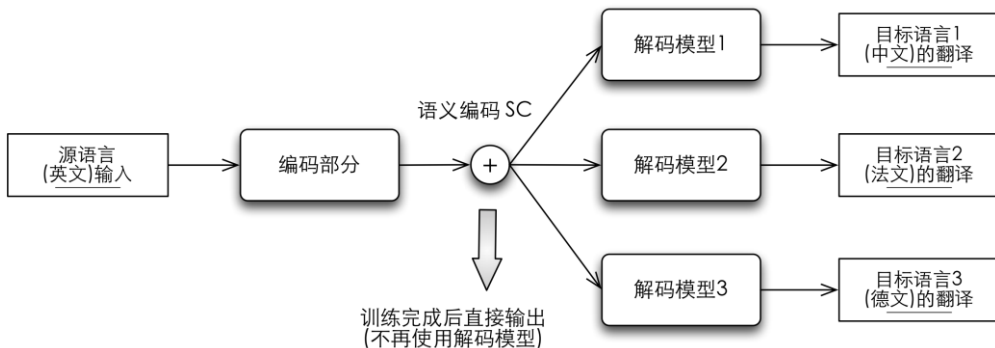 源语言
(英文)输入
编码部分
语义编码 SC
+
解码模型1
目标语言1
(中文)的翻译
解码模型2
目标语言2
(法文)的翻译
解码模型3
目标语言3
(德文)的翻译
训练完成后直接输出
(不再使用解码模型)